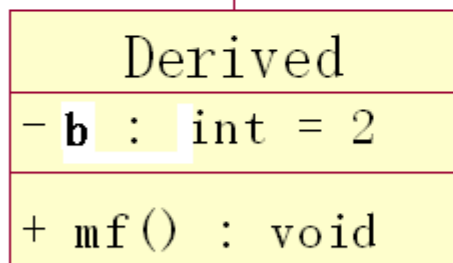 Derived
- b : int = 2
+ mf() : void